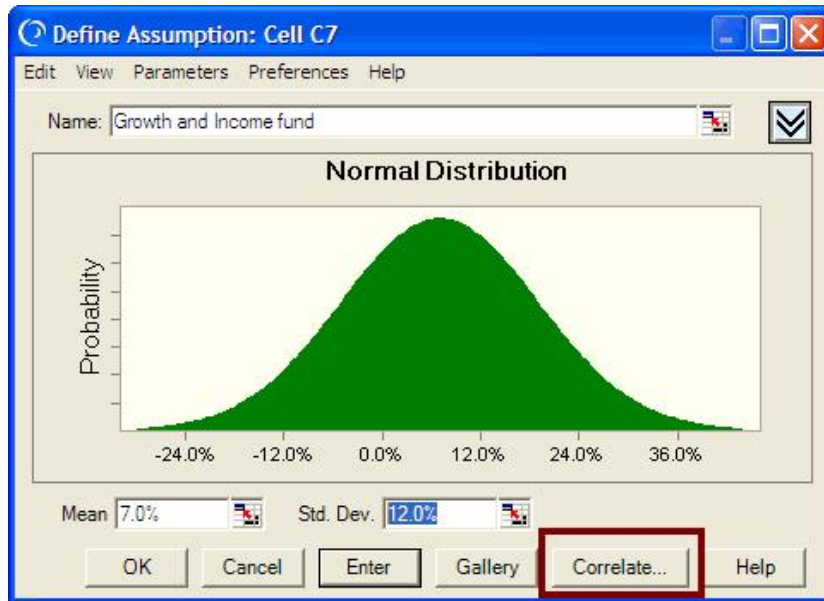 Define Assumption: Cell C7
Edit View Parameters Preferences Help
Name: Growth and Income fund
Normal Distribution
Probability
-24.0% -12.0% 0.0% 12.0% 24.0% 36.0%
Mean 7.0% Std. Dev. 12.0%
OK Cancel Enter Gallery Correlate... Help